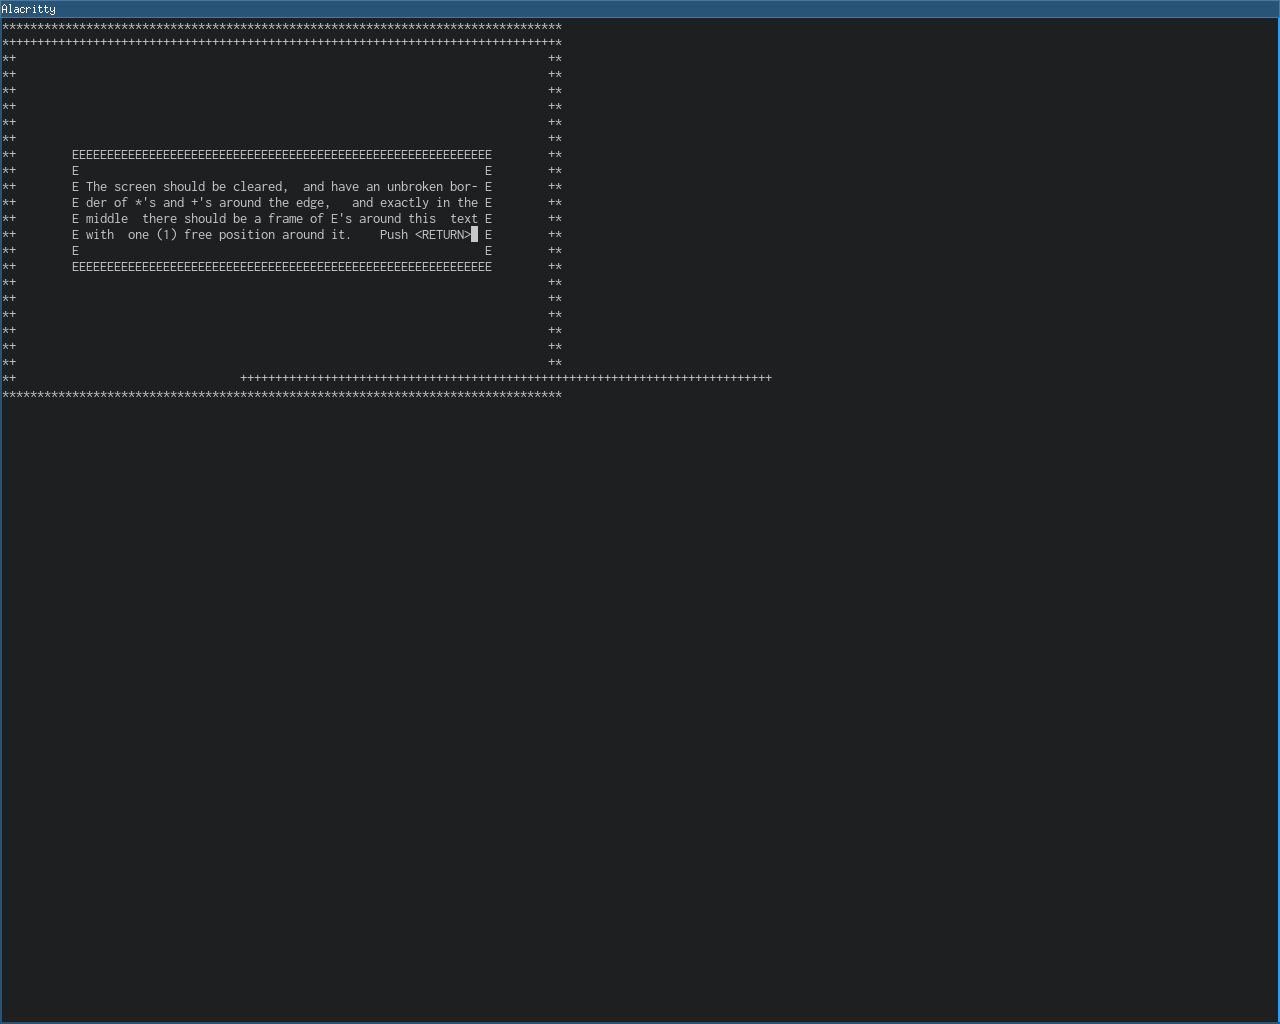 ********************************************************************************
*++++++++++++++++++++++++++++++++++++++++++++++++++++++++++++++++++++++++++++++*
*+                                                                            +*
*+                                                                            +*
*+                                                                            +*
*+                                                                            +*
*+                                                                            +*
*+                                                                            +*
*+        EEEEEEEEEEEEEEEEEEEEEEEEEEEEEEEEEEEEEEEEEEEEEEEEEEEEEEEEEEEE        +*
*+        E                                                          E        +*
*+        E The screen should be cleared,  and have an unbroken bor- E        +*
*+        E der of *'s and +'s around the edge,   and exactly in the E        +*
*+        E middle  there should be a frame of E's around this  text E        +*
*+        E with  one (1) free position around it.    Push <RETURN>  E        +*
*+        E                                                          E        +*
*+        EEEEEEEEEEEEEEEEEEEEEEEEEEEEEEEEEEEEEEEEEEEEEEEEEEEEEEEEEEEE        +*
*+                                                                            +*
*+                                                                            +*
*+                                                                            +*
*+                                                                            +*
*+                                                                            +*
*+                                                                            +*
*+                                ++++++++++++++++++++++++++++++++++++++++++++++++++++++++++++++++++++++++++++
********************************************************************************
Alacritty